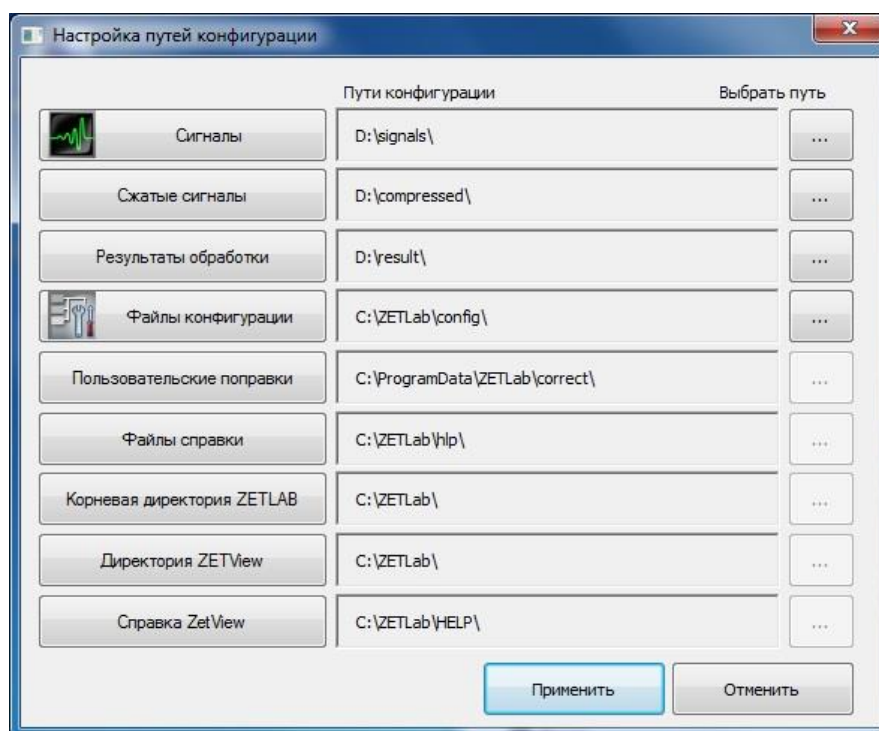 Настройка путей конфигурации
Пути конфигурации Выбрать путь
Сигналы D:\signals\ ...
Сжатые сигналы D:\compressed\ ...
Результаты обработки D:\result\ ...
Файлы конфигурации C:\ZETLab\config\ ...
Пользовательские поправки C:\ProgramData\ZETLab\correct\ ...
Файлы справки C:\ZETLab\hlp\ ...
Корневая директория ZETLAB C:\ZETLab\ ...
Директория ZETView C:\ZETLab\ ...
Справка ZetView C:\ZETLab\HELP\ ...
Применить Отменить